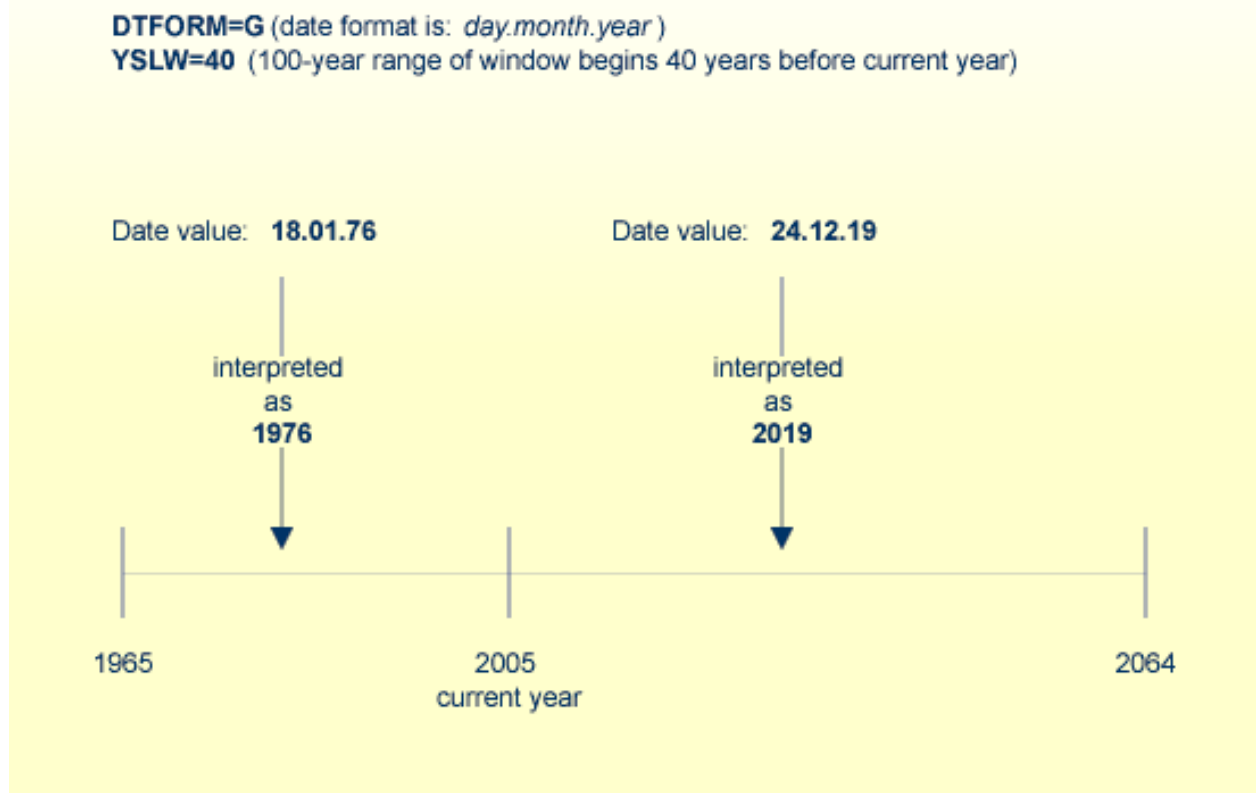 DTFORM=G (date format is: day.month.year )
YSLW=40 (100-year range of window begins 40 years before current year)
Date value: 18.01.76
Date value: 24.12.19
interpreted
as
1976
interpreted
as
2019
1965
2005
current year
2064